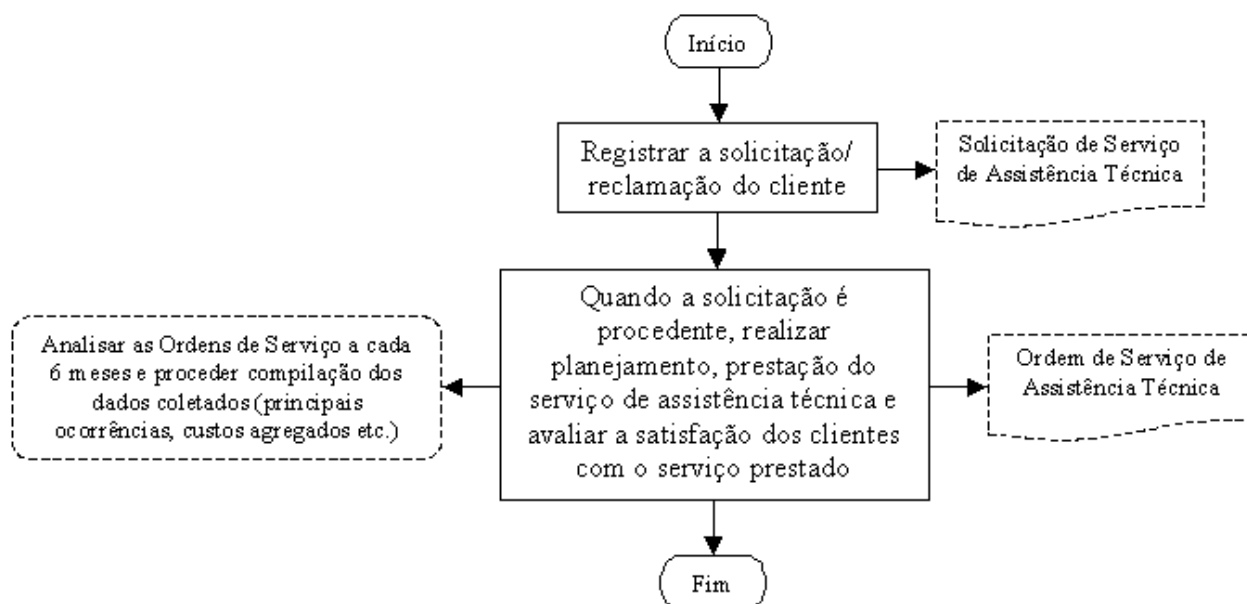 Início
Registrar a solicitação/
reclamação do cliente
Solicitação de Serviço
de Assistência Técnica
Quando a solicitação é
procedente, realizar
planejamento, prestação do
serviço de assistência técnica e
avaliar a satisfação dos clientes
com o serviço prestado
Analisar as Ordens de Serviço a cada
6 meses e proceder compilação dos
dados coletados (principais
ocorrências, custos agregados etc.)
Ordem de Serviço de
Assistência Técnica
Fim